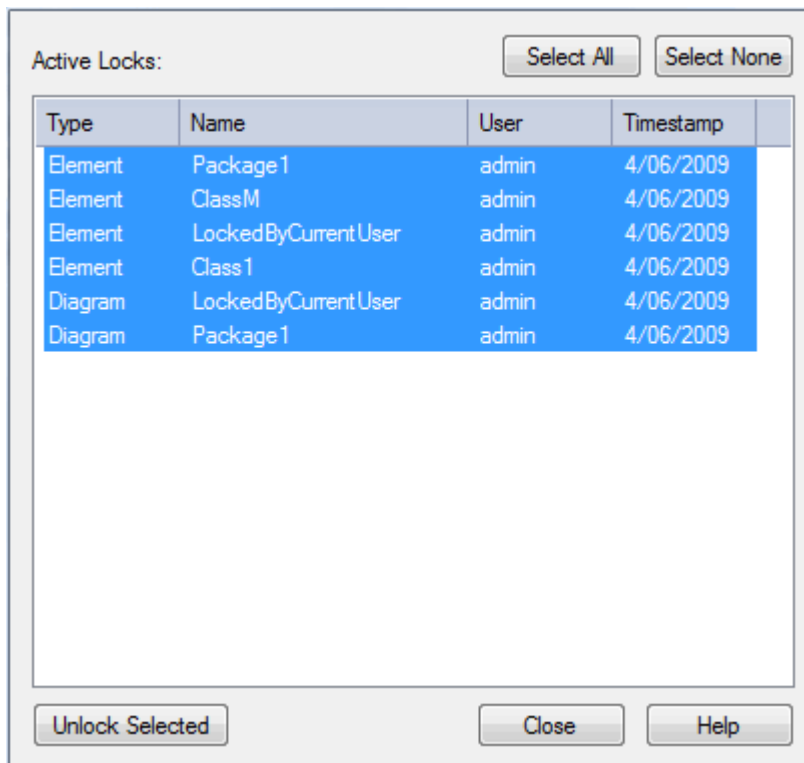 Active Locks: Select All Select None
Type Name User Timestamp
Element Package1 admin 4/06/2009
Element ClassM admin 4/06/2009
Element LockedByCurrentUser admin 4/06/2009
Element Class1 admin 4/06/2009
Diagram LockedByCurrentUser admin 4/06/2009
Diagram Package1 admin 4/06/2009
Unlock Selected Close Help